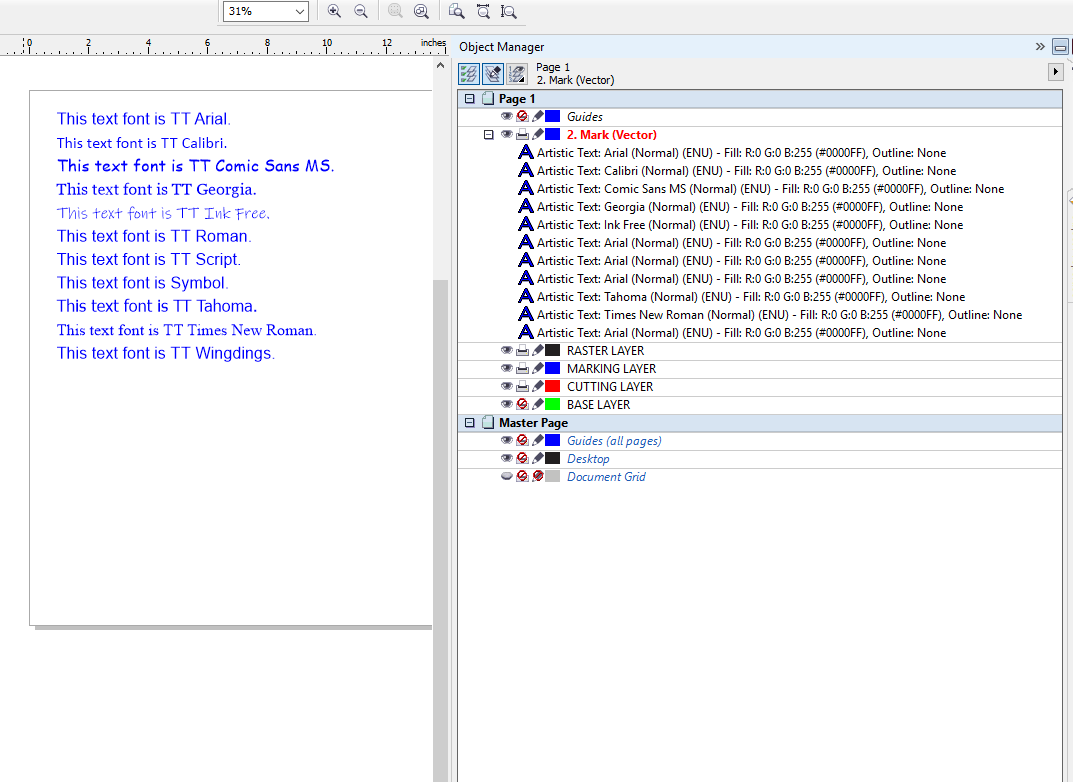 31%
0 2 4 6 8 10 12 inches
This text font is TT Arial.
This text font is TT Calibri.
This text font is TT Comic Sans MS.
This text font is TT Georgia.
This text font is TT Ink Free.
This text font is TT Roman.
This text font is TT Script.
This text font is Symbol.
This text font is TT Tahoma.
This text font is TT Times New Roman.
This text font is TT Wingdings.
Object Manager
Page 1
2. Mark (Vector)
Page 1
Guides
2. Mark (Vector)
Artistic Text: Arial (Normal) (ENU) - Fill: R:0 G:0 B:255 (#0000FF), Outline: None
Artistic Text: Calibri (Normal) (ENU) - Fill: R:0 G:0 B:255 (#0000FF), Outline: None
Artistic Text: Comic Sans MS (Normal) (ENU) - Fill: R:0 G:0 B:255 (#0000FF), Outline: None
Artistic Text: Georgia (Normal) (ENU) - Fill: R:0 G:0 B:255 (#0000FF), Outline: None
Artistic Text: Ink Free (Normal) (ENU) - Fill: R:0 G:0 B:255 (#0000FF), Outline: None
Artistic Text: Arial (Normal) (ENU) - Fill: R:0 G:0 B:255 (#0000FF), Outline: None
Artistic Text: Arial (Normal) (ENU) - Fill: R:0 G:0 B:255 (#0000FF), Outline: None
Artistic Text: Arial (Normal) (ENU) - Fill: R:0 G:0 B:255 (#0000FF), Outline: None
Artistic Text: Tahoma (Normal) (ENU) - Fill: R:0 G:0 B:255 (#0000FF), Outline: None
Artistic Text: Times New Roman (Normal) (ENU) - Fill: R:0 G:0 B:255 (#0000FF), Outline: None
Artistic Text: Arial (Normal) (ENU) - Fill: R:0 G:0 B:255 (#0000FF), Outline: None
RASTER LAYER
MARKING LAYER
CUTTING LAYER
BASE LAYER
Master Page
Guides (all pages)
Desktop
Document Grid